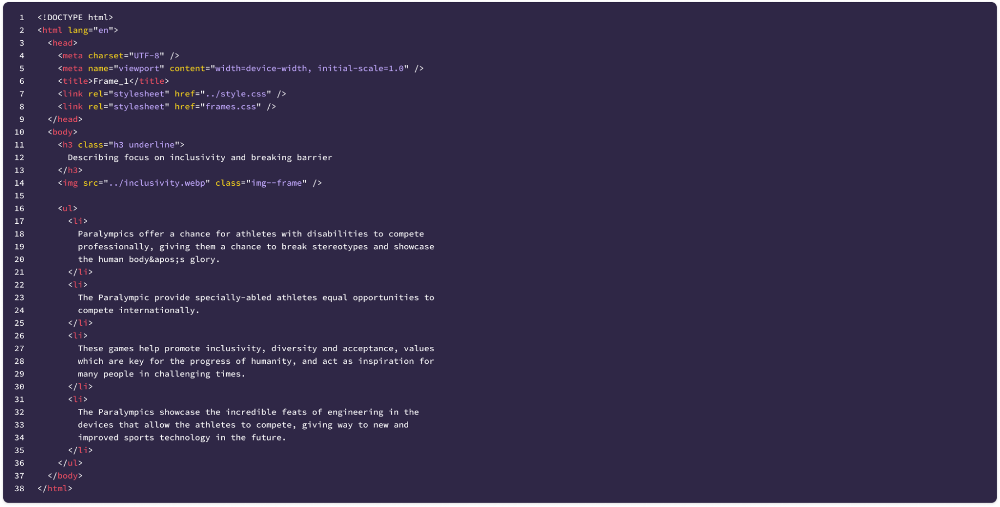 1 <!DOCTYPE html>
2 <html lang="en">
3   <head>
4     <meta charset="UTF-8" />
5     <meta name="viewport" content="width=device-width, initial-scale=1.0" />
6     <title>Frame_1</title>
7     <link rel="stylesheet" href="../style.css" />
8     <link rel="stylesheet" href="frames.css" />
9   </head>
10   <body>
11     <h3 class="h3 underline">
12       Describing focus on inclusivity and breaking barrier
13     </h3>
14     <img src="../inclusivity.webp" class="img--frame" />
15
16     <ul>
17       <li>
18         Paralympics offer a chance for athletes with disabilities to compete
19         professionally, giving them a chance to break stereotypes and showcase
20         the human body&apos;s glory.
21       </li>
22       <li>
23         The Paralympic provide specially-abled athletes equal opportunities to
24         compete internationally.
25       </li>
26       <li>
27         These games help promote inclusivity, diversity and acceptance, values
28         which are key for the progress of humanity, and act as inspiration for
29         many people in challenging times.
30       </li>
31       <li>
32         The Paralympics showcase the incredible feats of engineering in the
33         devices that allow the athletes to compete, giving way to new and
34         improved sports technology in the future.
35       </li>
36     </ul>
37   </body>
38 </html>